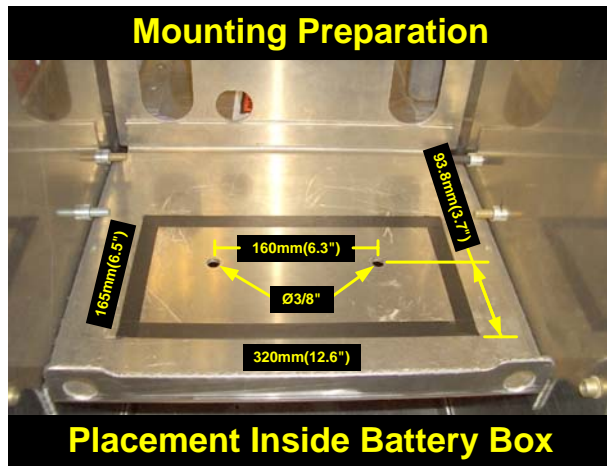 Mounting Preparation
93.8mm(3.7")
160mm(6.3")
165mm(6.5")
Ø3/8"
320mm(12.6")
Placement Inside Battery Box